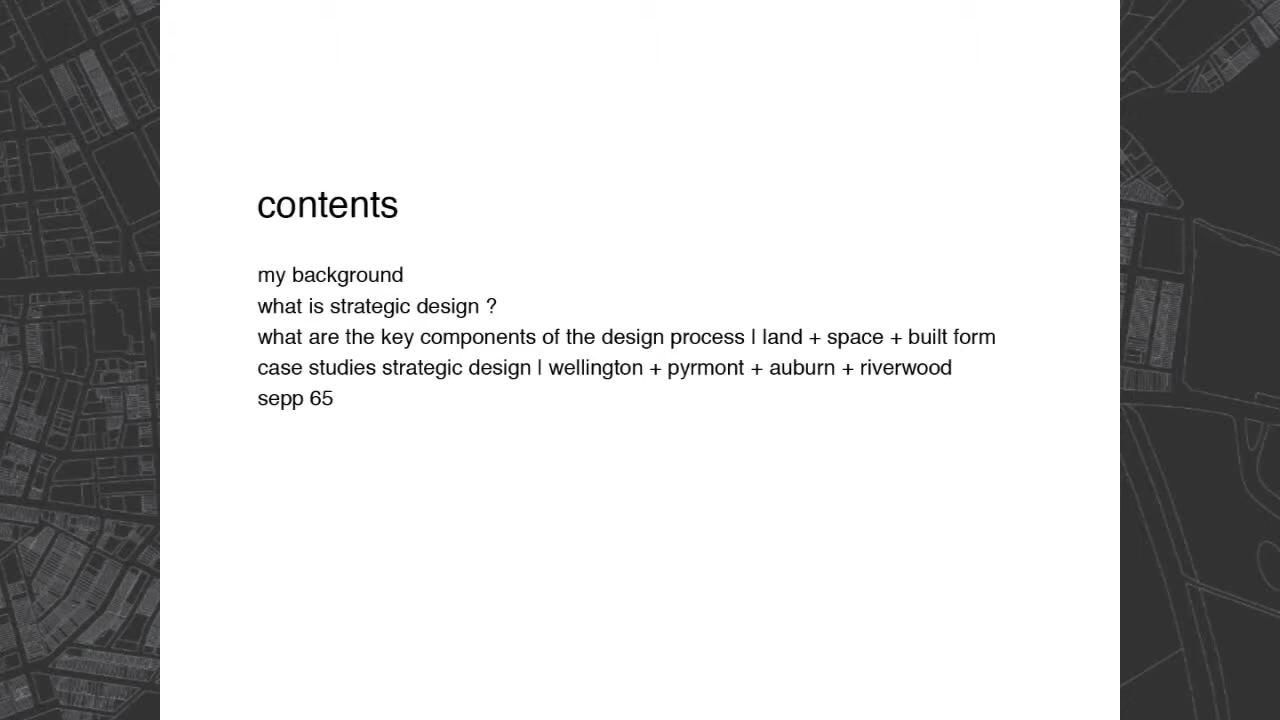 contents
my background
what is strategic design ?
what are the key components of the design process | land + space + built form
case studies strategic design | wellington + pyrmont + auburn + riverwood
sepp 65